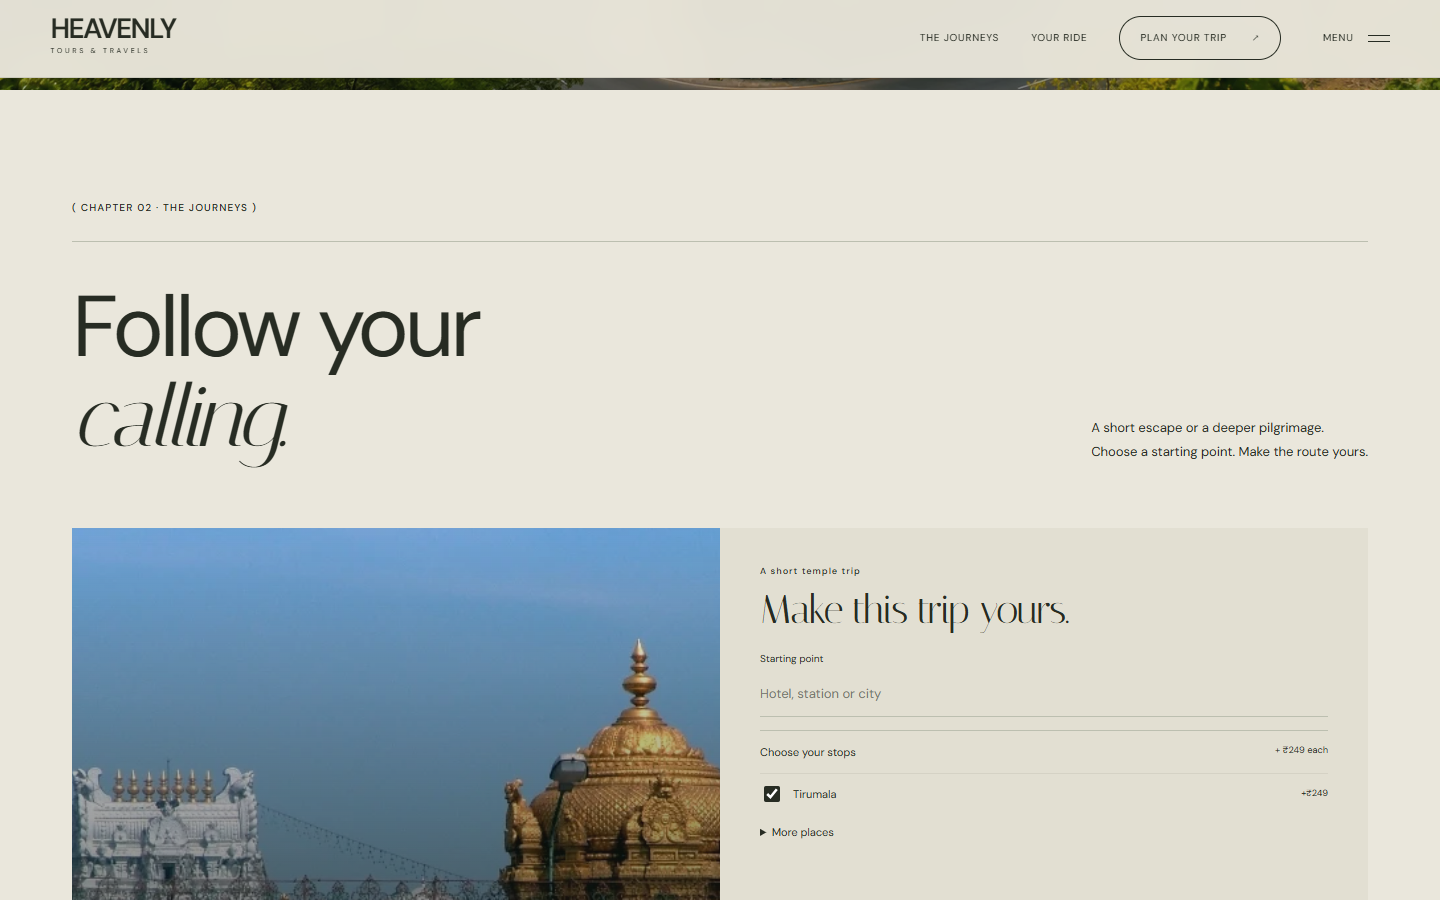 HEAVENLY
TOURS & TRAVELS
THE JOURNEYS
YOUR RIDE
PLAN YOUR TRIP ↗
MENU
( CHAPTER 02 · THE JOURNEYS )
Follow your
calling.
A short escape or a deeper pilgrimage.
Choose a starting point. Make the route yours.
A short temple trip
Make this trip yours.
Starting point
Hotel, station or city
Choose your stops
+ ₹249 each
Tirumala
+₹249
More places